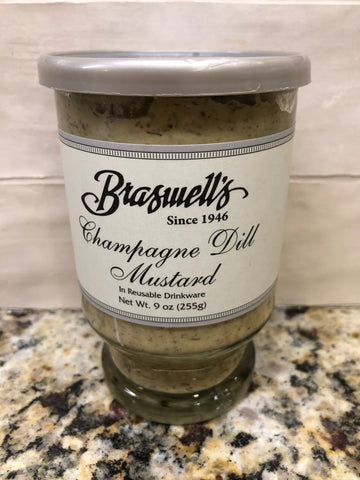 Braswell's
Since 1946
Champagne Dill
Mustard
In Reusable Drinkware
Net Wt. 9 oz (255g)